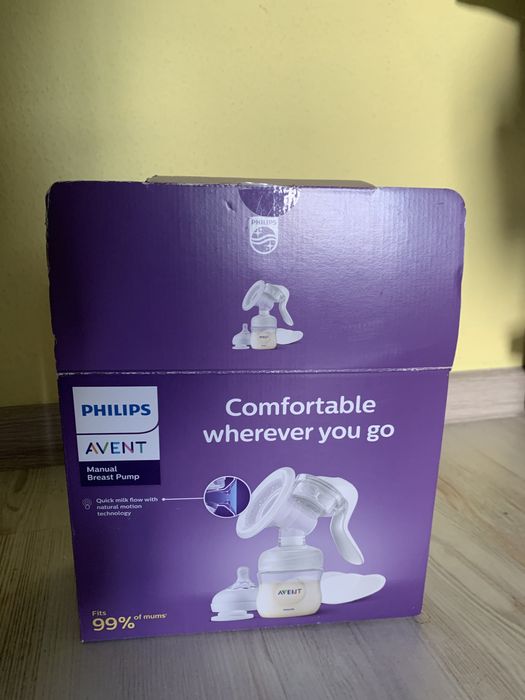 PHILIPS
AVENT
PHILIPS
AVENT
Manual
Breast Pump
Comfortable
wherever you go
Quick milk flow with
natural motion
technology
AVENT
Fits
99% of mums